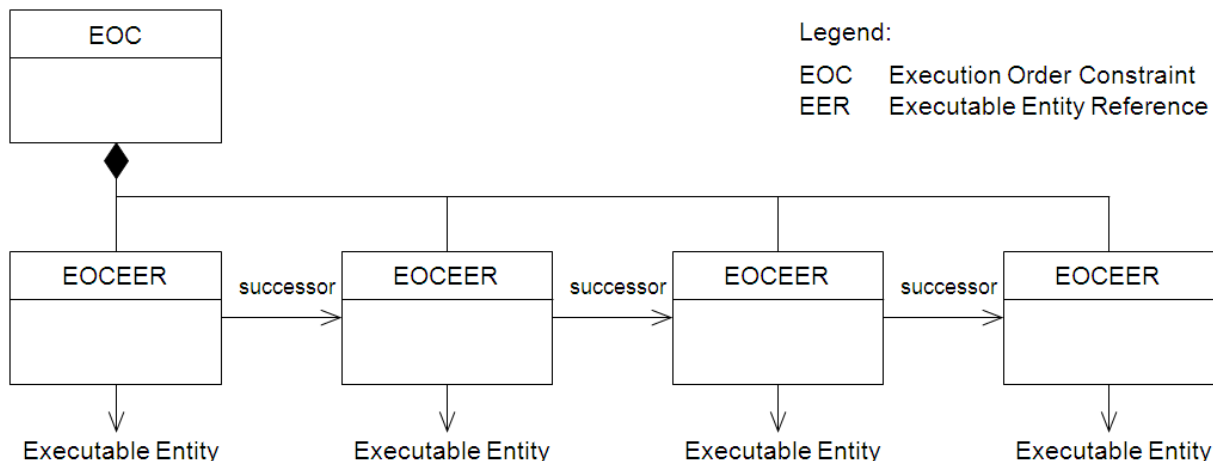 EOC
Legend:
EOC Execution Order Constraint
EER Executable Entity Reference
EOCEER successor EOCEER successor EOCEER successor EOCEER
Executable Entity Executable Entity Executable Entity Executable Entity